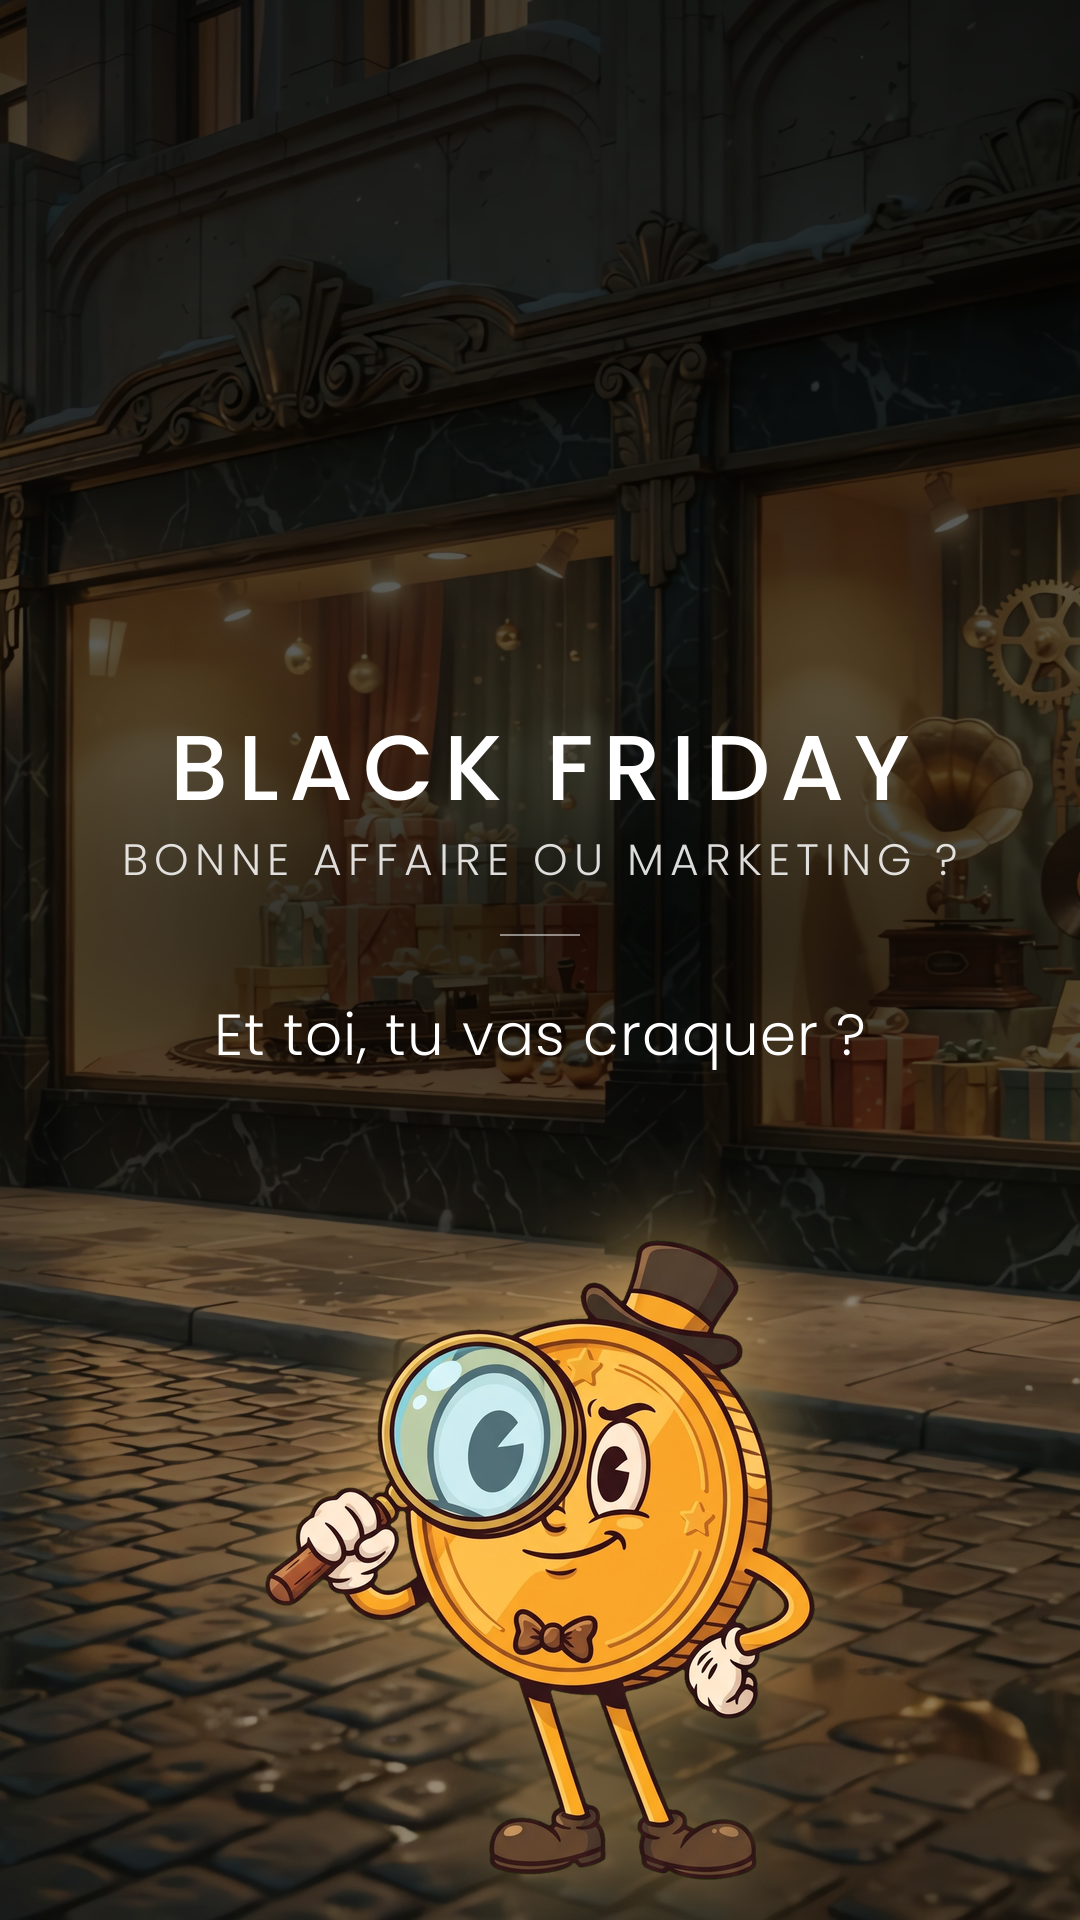 BLACK FRIDAY
BONNE AFFAIRE OU MARKETING ?
Et toi, tu vas craquer ?